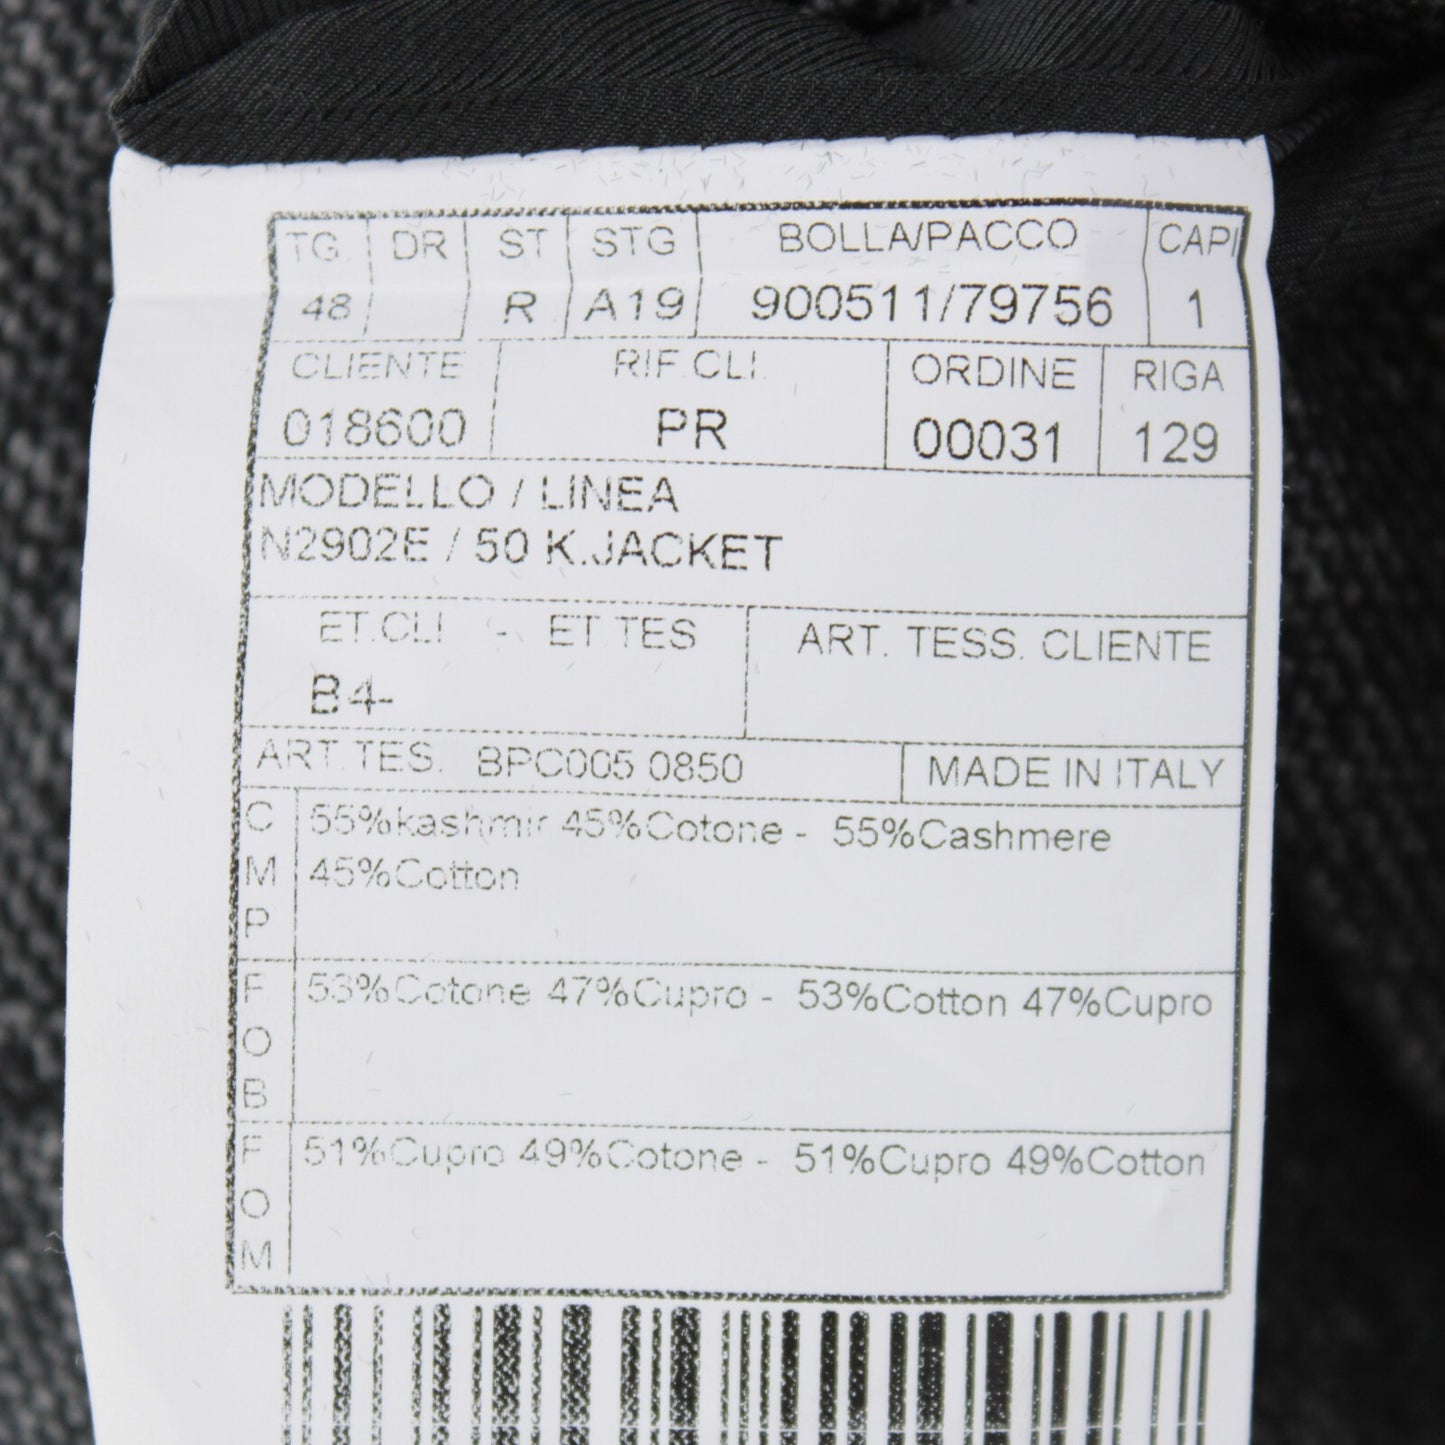 TG. DR ST STG BOLLA/PACCO CAPI
48 R A19 900511/79756 1
CLIENTE RIF.CLI. ORDINE RIGA
018600 PR 00031 129
MODELLO / LINEA
N2902E / 50 K.JACKET
ET.CLI - ET.TES ART. TESS. CLIENTE
B4-
ART.TES. BPC005 0850 MADE IN ITALY
CMP 55%kashmir 45%Cotone - 55%Cashmere
45%Cotton
FOB 53%Cotone 47%Cupro - 53%Cotton 47%Cupro
FOM 51%Cupro 49%Cotone - 51%Cupro 49%Cotton